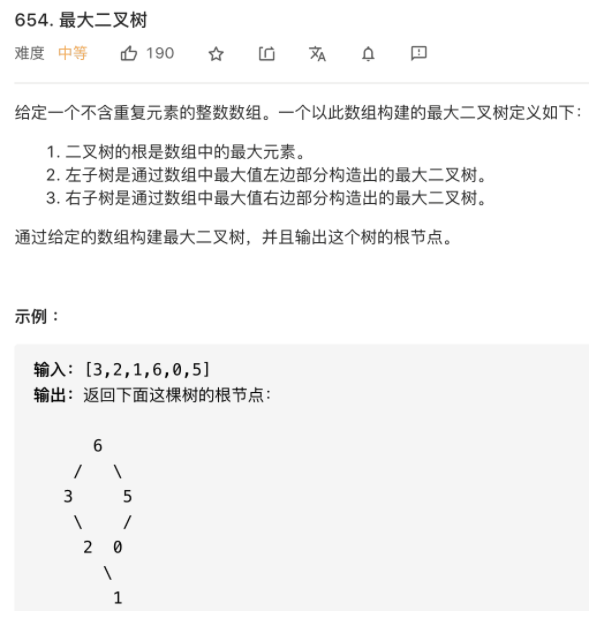 654. 最大二叉树
难度 中等 190
给定一个不含重复元素的整数数组。一个以此数组构建的最大二叉树定义如下：
1. 二叉树的根是数组中的最大元素。
2. 左子树是通过数组中最大值左边部分构造出的最大二叉树。
3. 右子树是通过数组中最大值右边部分构造出的最大二叉树。
通过给定的数组构建最大二叉树，并且输出这个树的根节点。
示例 ：
输入：[3,2,1,6,0,5]
输出：返回下面这棵树的根节点：
6
/ \
3 5
\ /
2 0
\
1